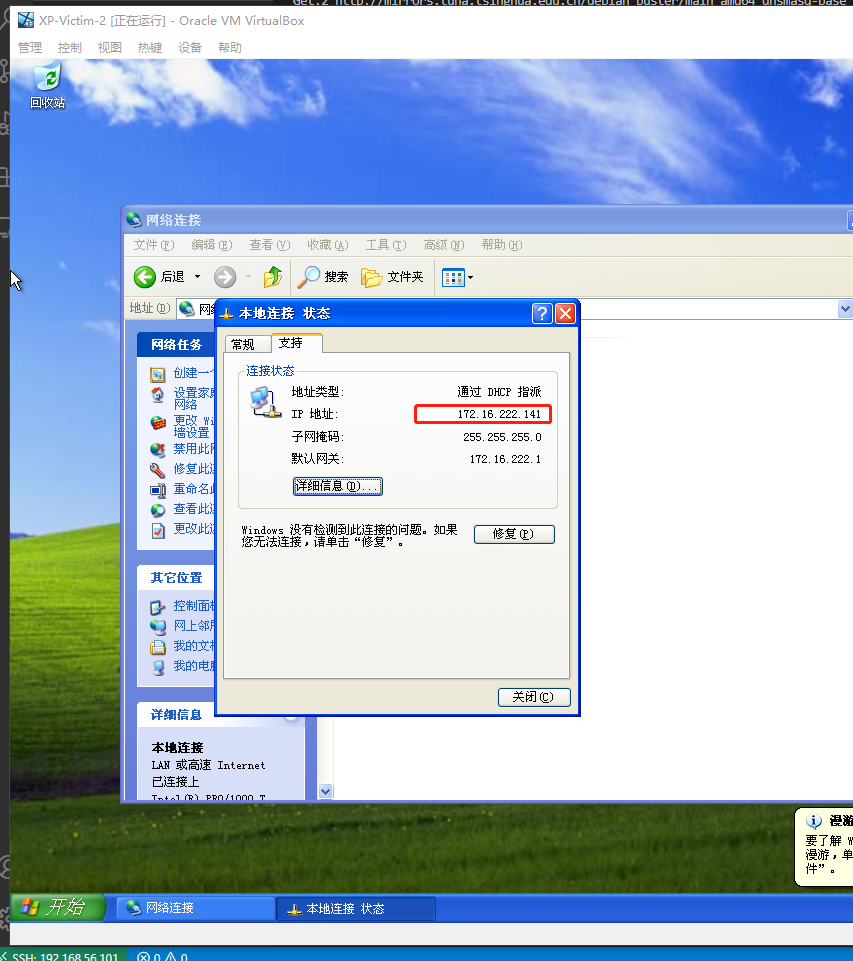 Get:2 http://mirrors.tuna.tsinghua.edu.cn/debian buster/main amd64 dnsmasq-base
XP-Victim-2 [正在运行] - Oracle VM VirtualBox
管理 控制 视图 热键 设备 帮助
回收站
网络连接
文件(F) 编辑(E) 查看(V) 收藏(A) 工具(T) 高级(N) 帮助(H)
后退 搜索 文件夹
地址(D) 网
本地连接 状态
常规 支持
连接状态
地址类型: 通过 DHCP 指派
IP 地址: 172.16.222.141
子网掩码: 255.255.255.0
默认网关: 172.16.222.1
详细信息(D)...
Windows 没有检测到此连接的问题。如果
您无法连接，请单击“修复”。
修复(P)
关闭(C)
网络任务
创建一个
设置家庭
网络
更改 Wi
墙设置
禁用此网
修复此连
重命名此
查看此连
更改此连
其它位置
控制面板
网上邻居
我的文档
我的电脑
详细信息
本地连接
LAN 或高速 Internet
已连接上
Intel(R) PRO/1000 T
漫游
要了解 W
漫游，单
件”。
开始 网络连接 本地连接 状态
SSH: 192.168.56.101 0 0